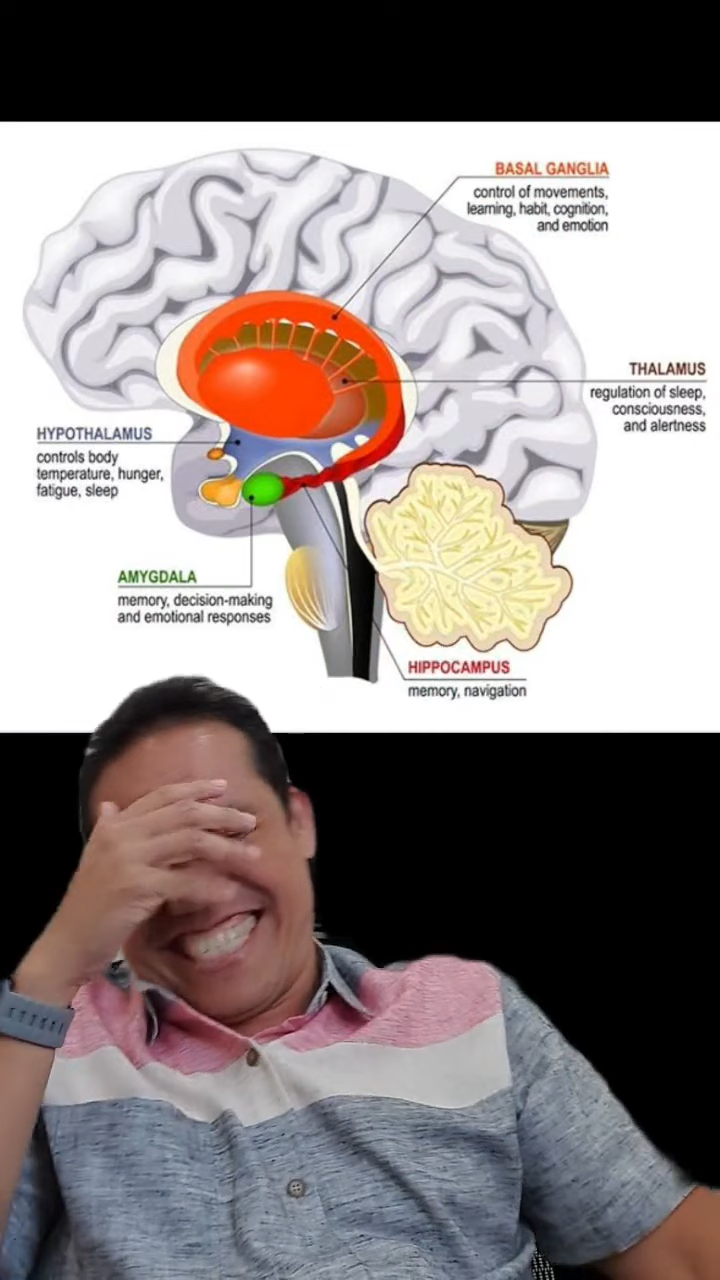 BASAL GANGLIA
control of movements,
learning, habit, cognition,
and emotion
THALAMUS
regulation of sleep,
consciousness,
and alertness
HYPOTHALAMUS
controls body
temperature, hunger,
fatigue, sleep
AMYGDALA
memory, decision-making
and emotional responses
HIPPOCAMPUS
memory, navigation